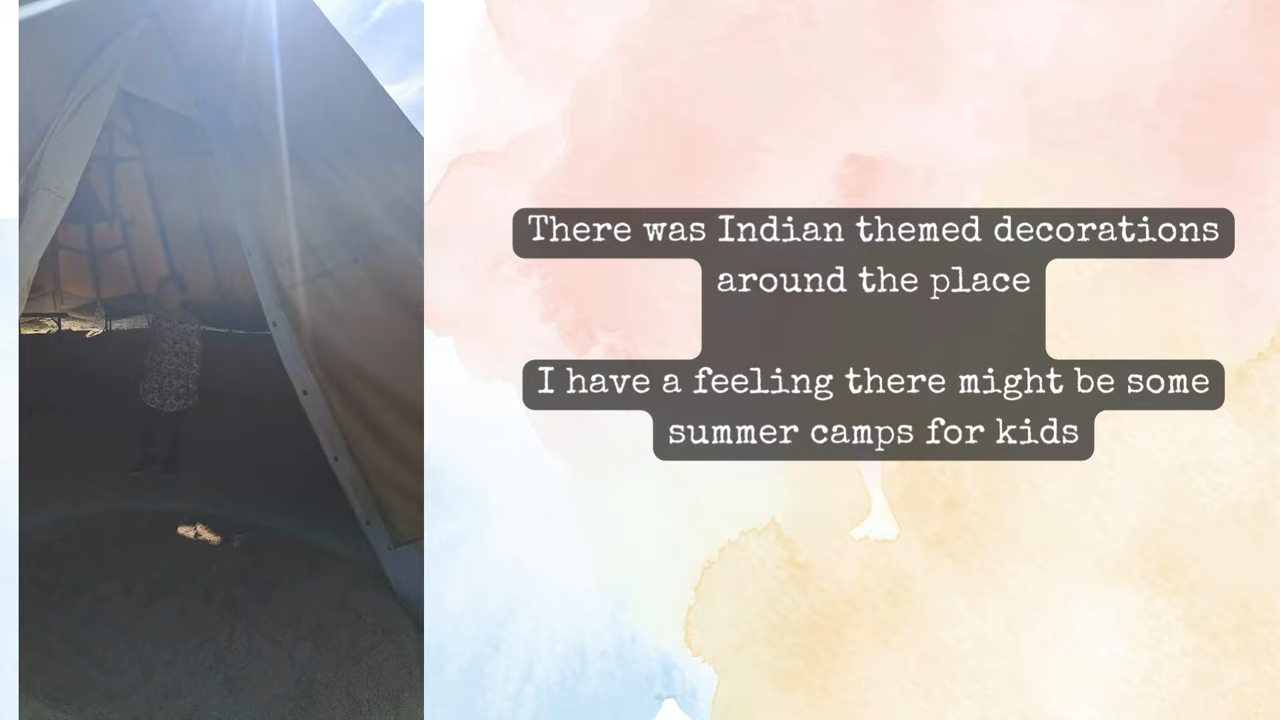 There was Indian themed decorations
around the place
I have a feeling there might be some
summer camps for kids